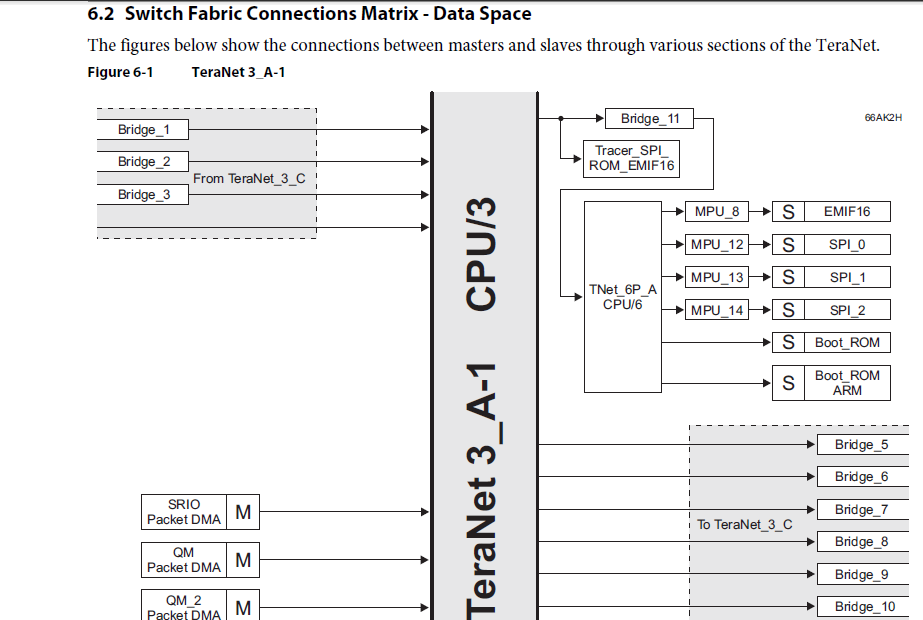 6.2 Switch Fabric Connections Matrix - Data Space
The figures below show the connections between masters and slaves through various sections of the TeraNet.
Figure 6-1 TeraNet 3_A-1
66AK2H
Bridge_1
Bridge_2
From TeraNet_3_C
Bridge_3
TeraNet 3_A-1 CPU/3
Bridge_11
Tracer_SPI_
ROM_EMIF16
TNet_6P_A
CPU/6
MPU_8 S EMIF16
MPU_12 S SPI_0
MPU_13 S SPI_1
MPU_14 S SPI_2
S Boot_ROM
S Boot_ROM
ARM
To TeraNet_3_C
Bridge_5
Bridge_6
Bridge_7
Bridge_8
Bridge_9
Bridge_10
SRIO
Packet DMA M
QM
Packet DMA M
QM_2
Packet DMA M